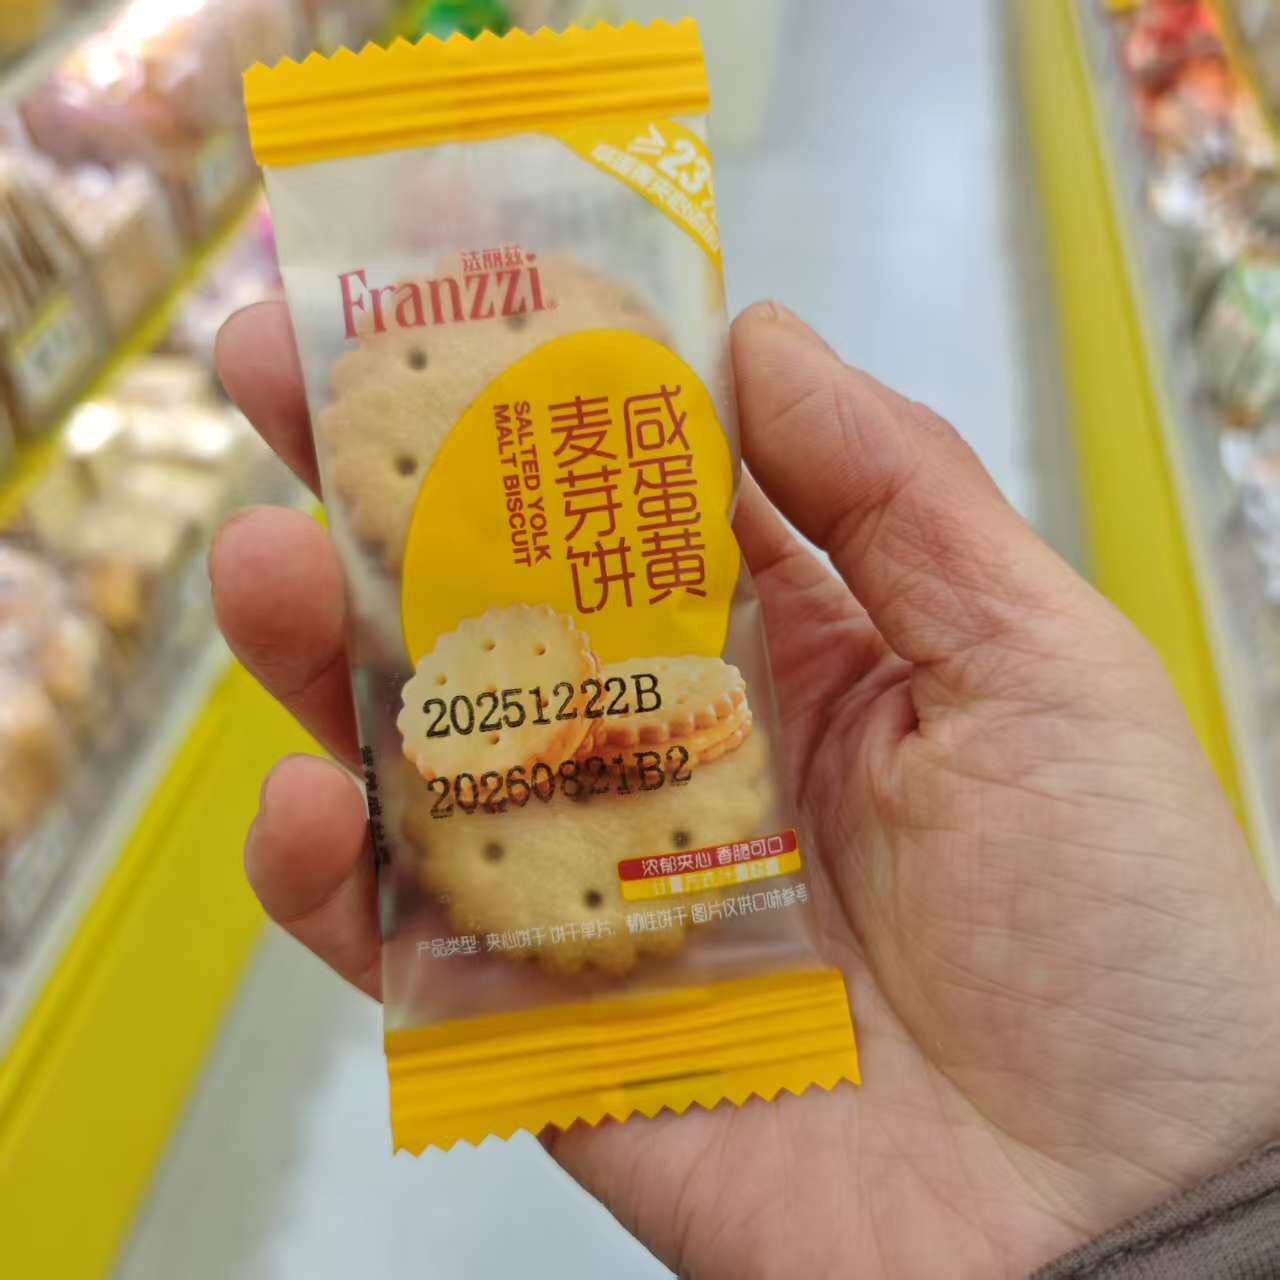 ≥23%
法丽兹
Franzzi®
咸蛋黄
麦芽饼
SALTED YOLK
MALT BISCUIT
20251222B
20260821B2
浓郁夹心 香脆可口
产品类型: 夹心饼干 饼干单片: 韧性饼干 图片仅供口味参考